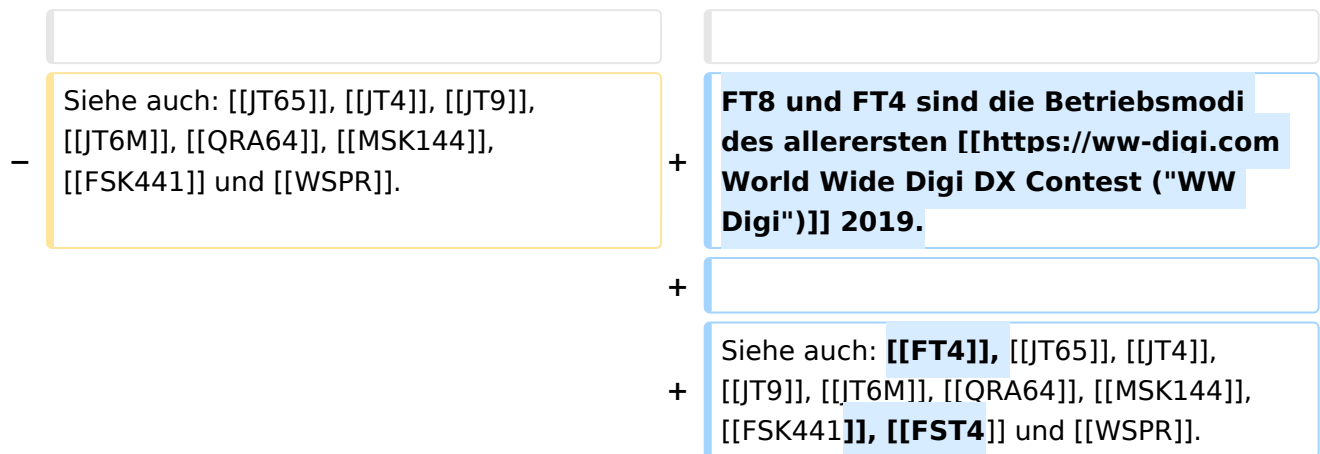 Siehe auch: [[JT65]], [[JT4]], [[JT9]],
[[JT6M]], [[QRA64]], [[MSK144]],
[[FSK441]] und [[WSPR]].
−
+
FT8 und FT4 sind die Betriebsmodi
des allerersten [[https://ww-digi.com
World Wide Digi DX Contest ("WW
Digi")]] 2019.
+
+
Siehe auch: [[FT4]], [[JT65]], [[JT4]],
[[JT9]], [[JT6M]], [[QRA64]], [[MSK144]],
[[FSK441]], [[FST4]] und [[WSPR]].